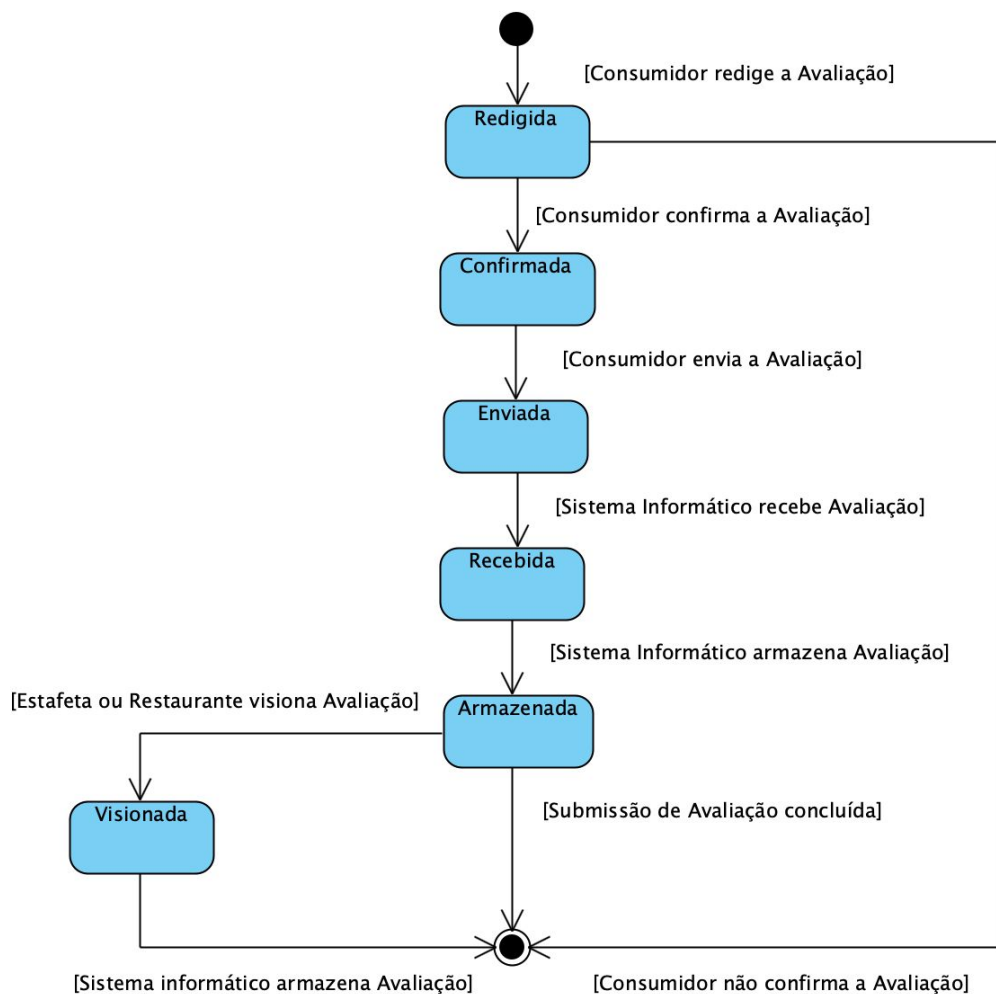 [Consumidor redige a Avaliação]
Redigida
[Consumidor confirma a Avaliação]
Confirmada
[Consumidor envia a Avaliação]
Enviada
[Sistema Informático recebe Avaliação]
Recebida
[Sistema Informático armazena Avaliação]
[Estafeta ou Restaurante visiona Avaliação]
Armazenada
[Submissão de Avaliação concluída]
Visionada
[Sistema informático armazena Avaliação]
[Consumidor não confirma a Avaliação]